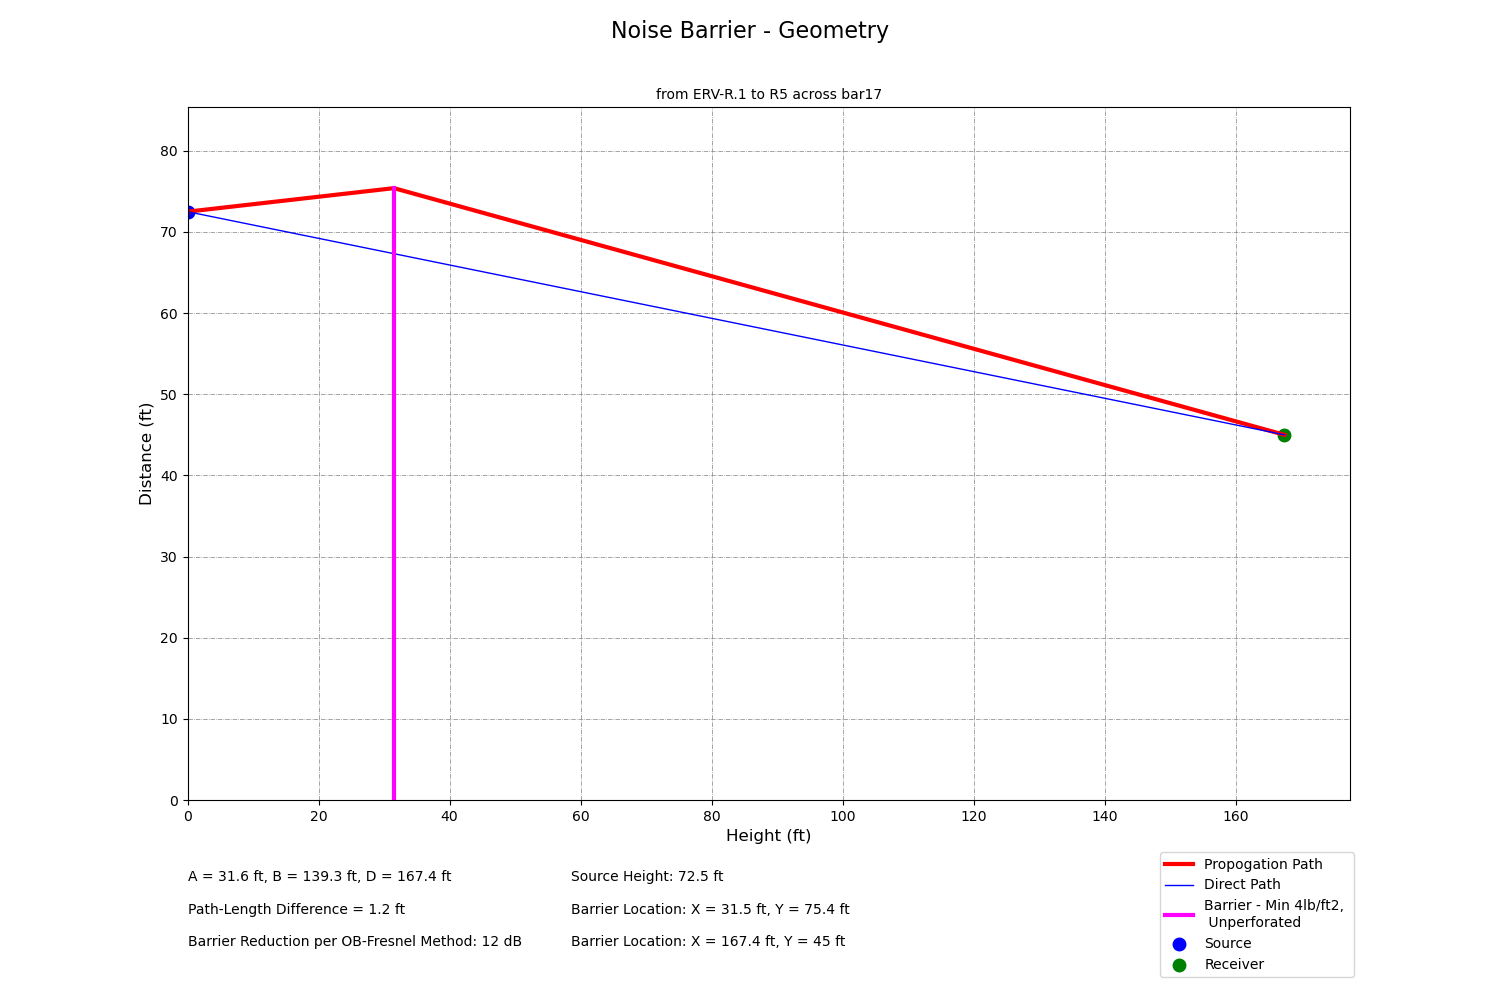 Noise Barrier - Geometry
from ERV-R.1 to R5 across bar17
80
70
60
50
40
30
20
10
0
Distance (ft)
0 20 40 60 80 100 120 140 160
Height (ft)
A = 31.6 ft, B = 139.3 ft, D = 167.4 ft
Path-Length Difference = 1.2 ft
Barrier Reduction per OB-Fresnel Method: 12 dB
Source Height: 72.5 ft
Barrier Location: X = 31.5 ft, Y = 75.4 ft
Barrier Location: X = 167.4 ft, Y = 45 ft
Propogation Path
Direct Path
Barrier - Min 4lb/ft2,
Unperforated
Source
Receiver